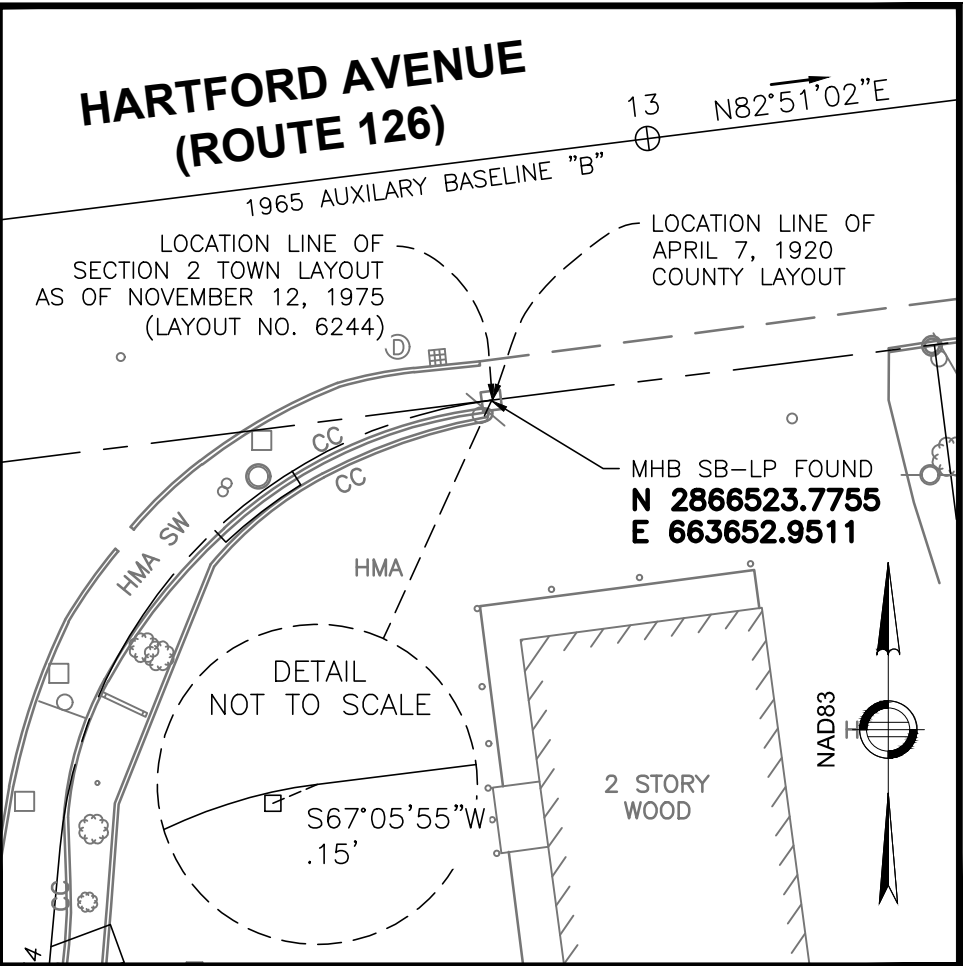 HARTFORD AVENUE
(ROUTE 126)
13
N82°51'02"E
1965 AUXILARY BASELINE "B"
LOCATION LINE OF
SECTION 2 TOWN LAYOUT
AS OF NOVEMBER 12, 1975
(LAYOUT NO. 6244)
LOCATION LINE OF
APRIL 7, 1920
COUNTY LAYOUT
D
CC
CC
MHB SB-LP FOUND
N 2866523.7755
E 663652.9511
HMA SW
HMA
DETAIL
NOT TO SCALE
S67°05'55"W
.15'
2 STORY
WOOD
NAD83
CC
4